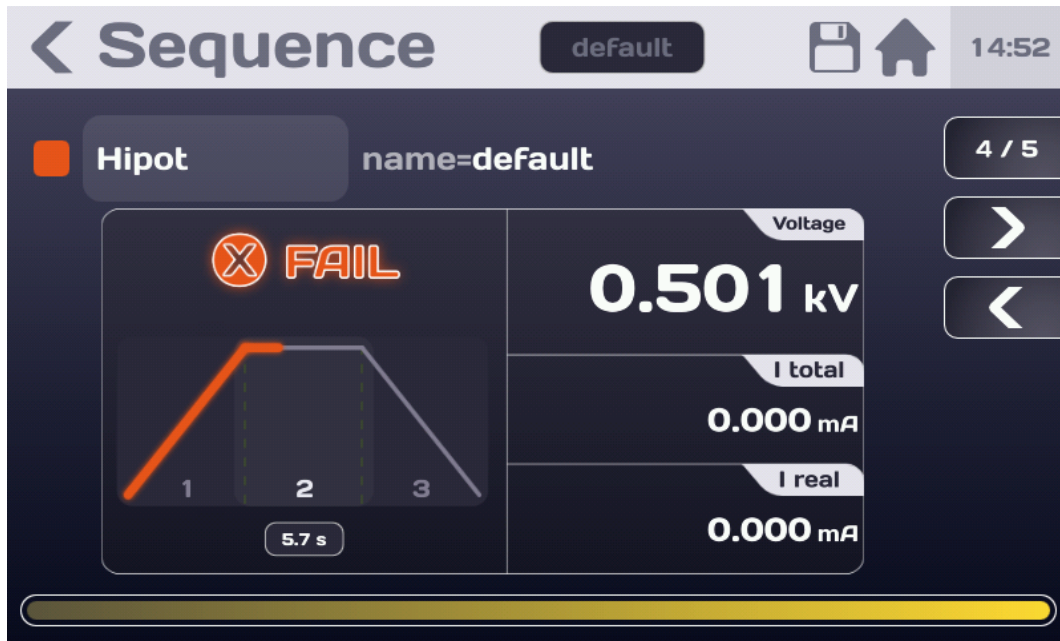 Sequence default 14:52
Hipot name=default 4 / 5
X FAIL
Voltage
0.501 kV
I total
0.000 mA
I real
0.000 mA
1 2 3
5.7 s